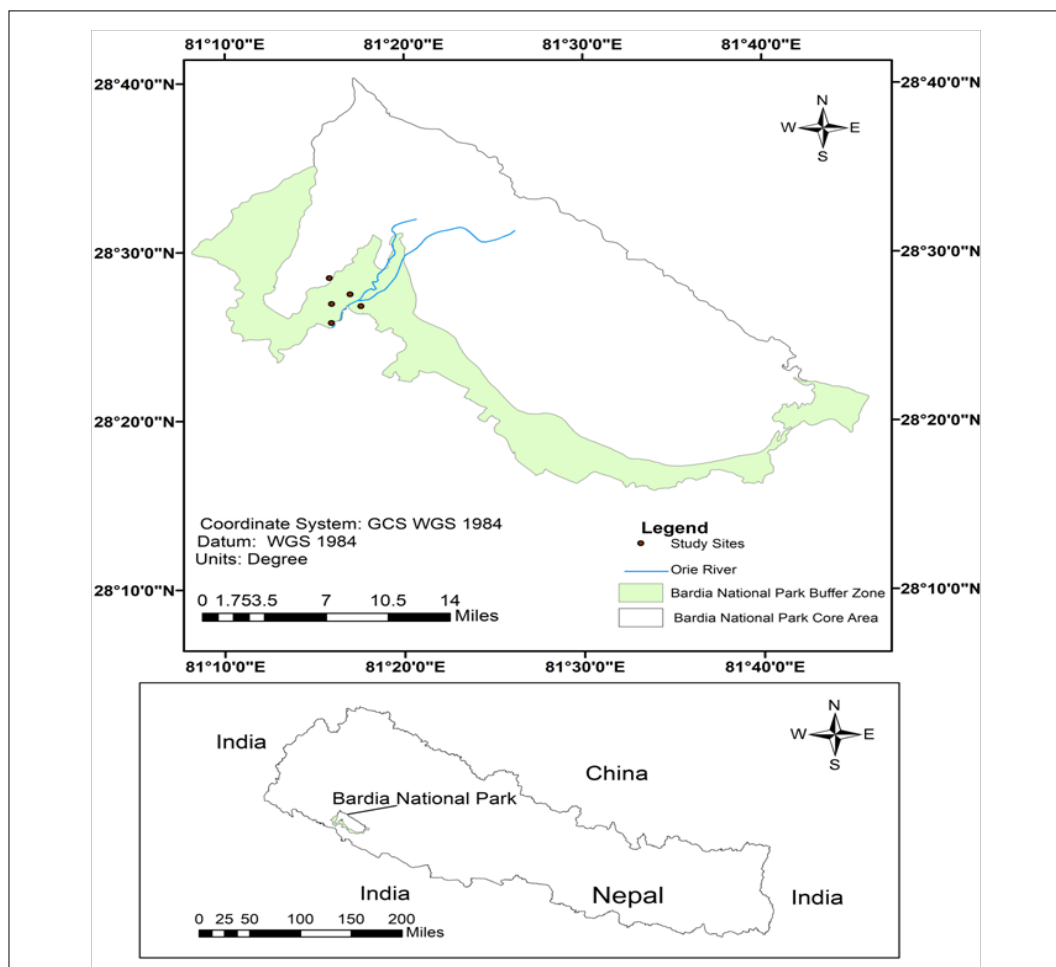 81°10'0"E 81°20'0"E 81°30'0"E 81°40'0"E
28°40'0"N 28°40'0"N
N
W E
S
28°30'0"N 28°30'0"N
28°20'0"N 28°20'0"N
Coordinate System: GCS WGS 1984
Datum: WGS 1984
Units: Degree
Legend
Study Sites
Orie River
Bardia National Park Buffer Zone
Bardia National Park Core Area
28°10'0"N 28°10'0"N
0 1.753.5 7 10.5 14
Miles
81°10'0"E 81°20'0"E 81°30'0"E 81°40'0"E
N
W E
S
India
China
Bardia National Park
India
Nepal
India
0 25 50 100 150 200
Miles